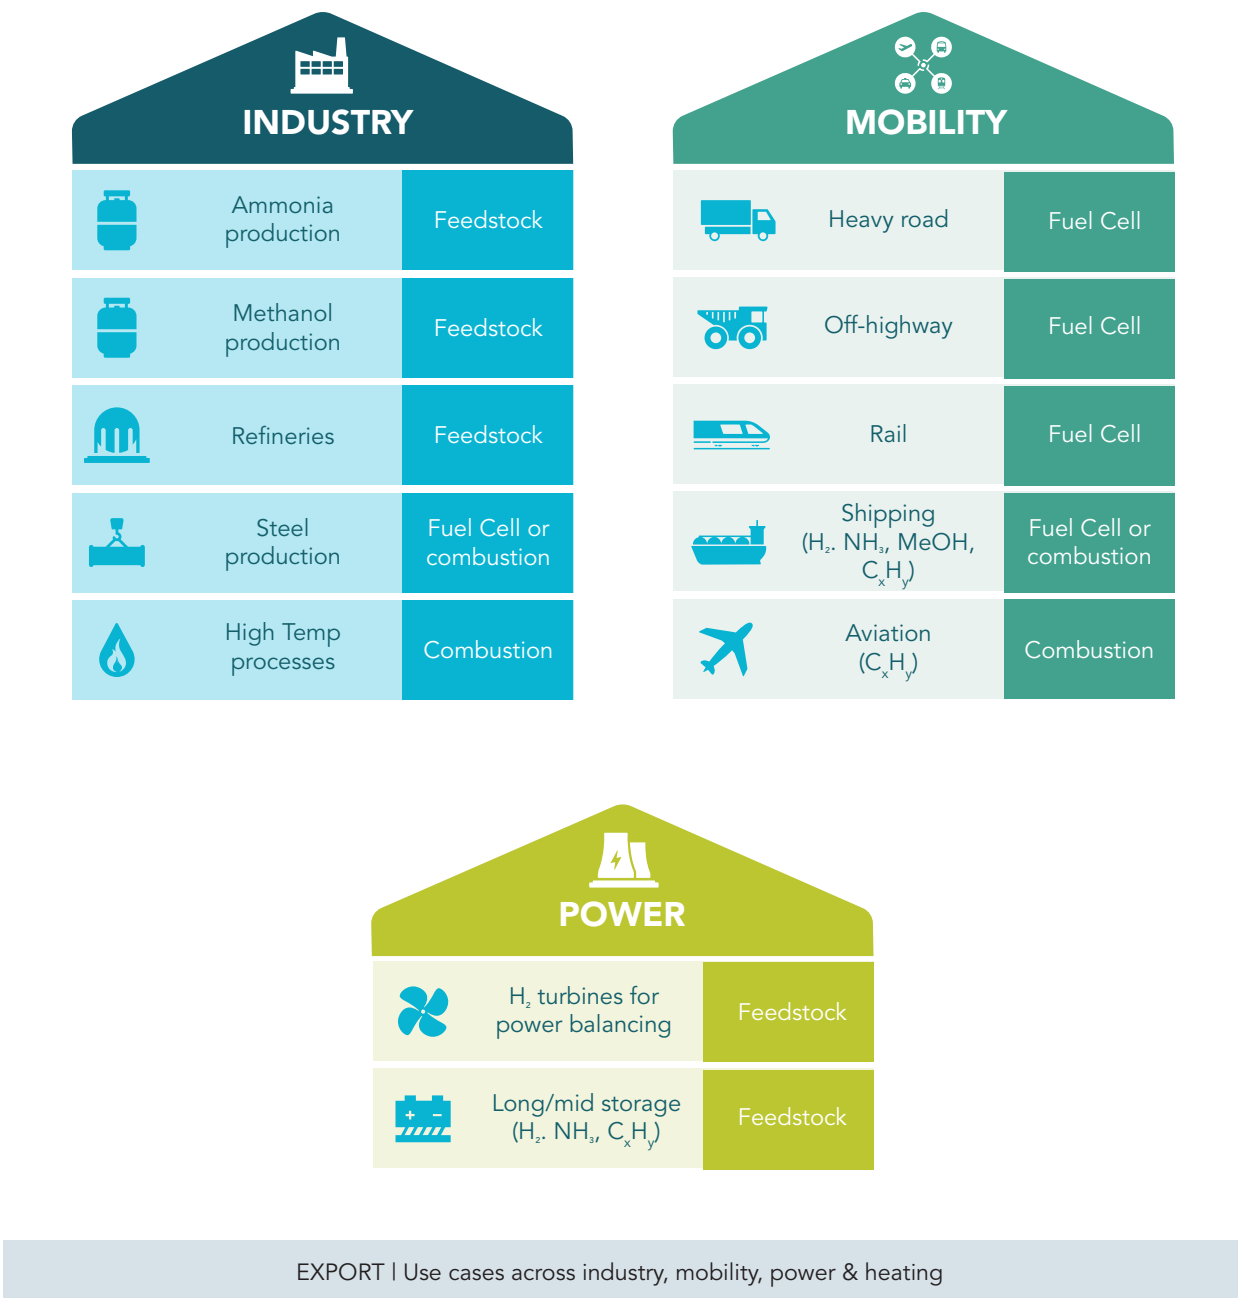 INDUSTRY
Ammonia
production
Feedstock
Methanol
production
Feedstock
Refineries
Feedstock
Steel
production
Fuel Cell or
combustion
High Temp
processes
Combustion
MOBILITY
Heavy road
Fuel Cell
Off-highway
Fuel Cell
Rail
Fuel Cell
Shipping
(H₂. NH₃, MeOH,
CₓHᵧ)
Fuel Cell or
combustion
Aviation
(CₓHᵧ)
Combustion
POWER
H₂ turbines for
power balancing
Feedstock
Long/mid storage
(H₂. NH₃, CₓHᵧ)
Feedstock
EXPORT | Use cases across industry, mobility, power & heating